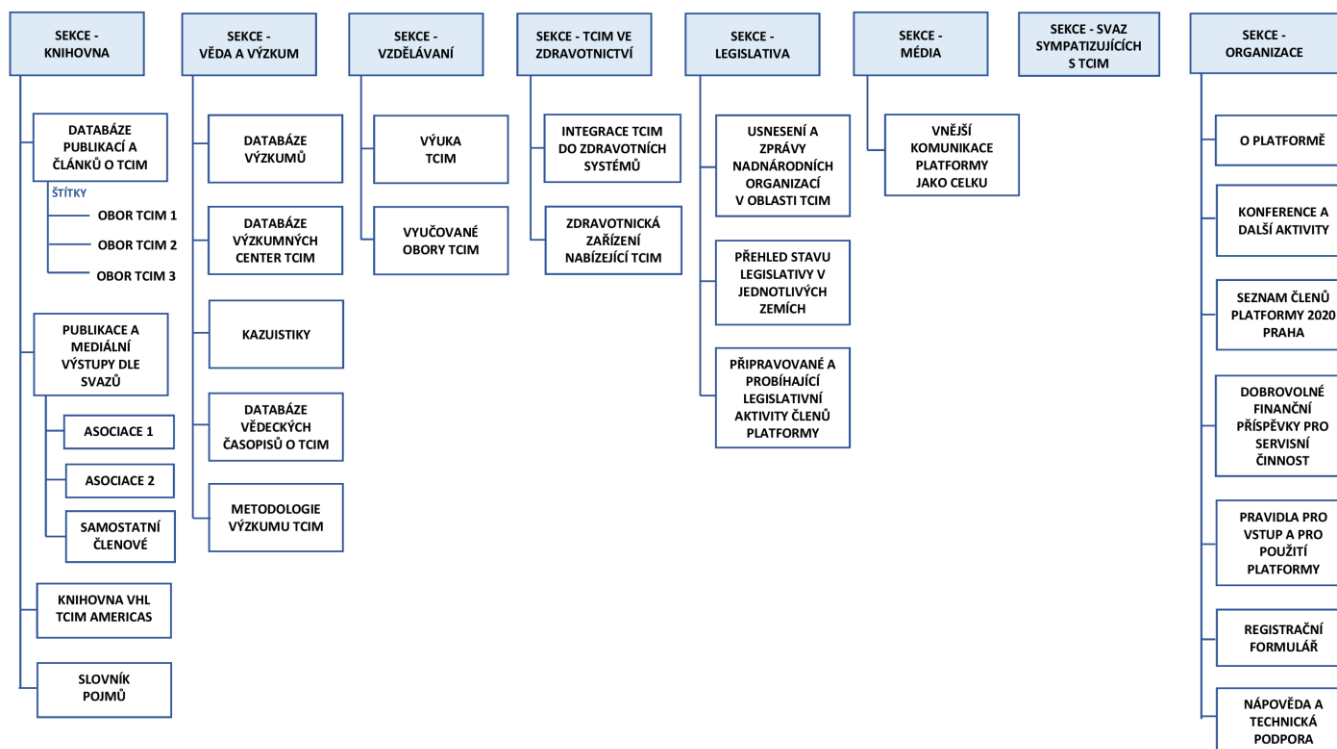 SEKCE -
KNIHOVNA
DATABÁZE
PUBLIKACÍ A
ČLÁNKŮ O TCIM
ŠTÍTKY
OBOR TCIM 1
OBOR TCIM 2
OBOR TCIM 3
PUBLIKACE A
MEDIÁLNÍ
VÝSTUPY DLE
SVAZŮ
ASOCIACE 1
ASOCIACE 2
SAMOSTATNÍ
ČLENOVÉ
KNIHOVNA VHL
TCIM AMERICAS
SLOVNÍK
POJMŮ
SEKCE -
VĚDA A VÝZKUM
DATABÁZE
VÝZKUMŮ
DATABÁZE
VÝZKUMNÝCH
CENTER TCIM
KAZUISTIKY
DATABÁZE
VĚDECKÝCH
ČASOPISŮ O TCIM
METODOLOGIE
VÝZKUMU TCIM
SEKCE -
VZDĚLÁVANÍ
VÝUKA
TCIM
VYUČOVANÉ
OBORY TCIM
SEKCE - TCIM VE
ZDRAVOTNICTVÍ
INTEGRACE TCIM
DO ZDRAVOTNÍCH
SYSTÉMŮ
ZDRAVOTNICKÁ
ZAŘÍZENÍ
NABÍZEJÍCÍ TCIM
SEKCE -
LEGISLATIVA
USNESENÍ A
ZPRÁVY
NADNÁRODNÍCH
ORGANIZACÍ
V OBLASTI TCIM
PŘEHLED STAVU
LEGISLATIVY V
JEDNOTLIVÝCH
ZEMÍCH
PŘIPRAVOVANÉ A
PROBÍHAJÍCÍ
LEGISLATIVNÍ
AKTIVITY ČLENŮ
PLATFORMY
SEKCE -
MÉDIA
VNĚJŠÍ
KOMUNIKACE
PLATFORMY
JAKO CELKU
SEKCE - SVAZ
SYMPATIZUJÍCÍCH
S TCIM
SEKCE -
ORGANIZACE
O PLATFORMĚ
KONFERENCE A
DALŠÍ AKTIVITY
SEZNAM ČLENŮ
PLATFORMY 2020
PRAHA
DOBROVOLNÉ
FINANČNÍ
PŘÍSPĚVKY PRO
SERVISNÍ
ČINNOST
PRAVIDLA PRO
VSTUP A PRO
POUŽITÍ
PLATFORMY
REGISTRAČNÍ
FORMULÁŘ
NÁPOVĚDA A
TECHNICKÁ
PODPORA